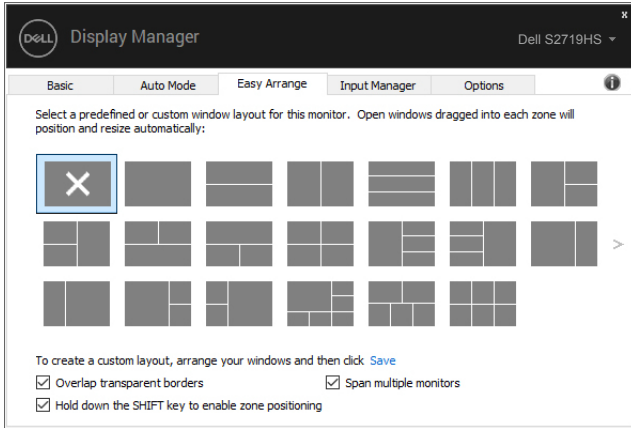 x
DELL Display Manager
Dell S2719HS
Basic Auto Mode Easy Arrange Input Manager Options i
Select a predefined or custom window layout for this monitor. Open windows dragged into each zone will
position and resize automatically:
>
To create a custom layout, arrange your windows and then click Save
Overlap transparent borders Span multiple monitors
Hold down the SHIFT key to enable zone positioning